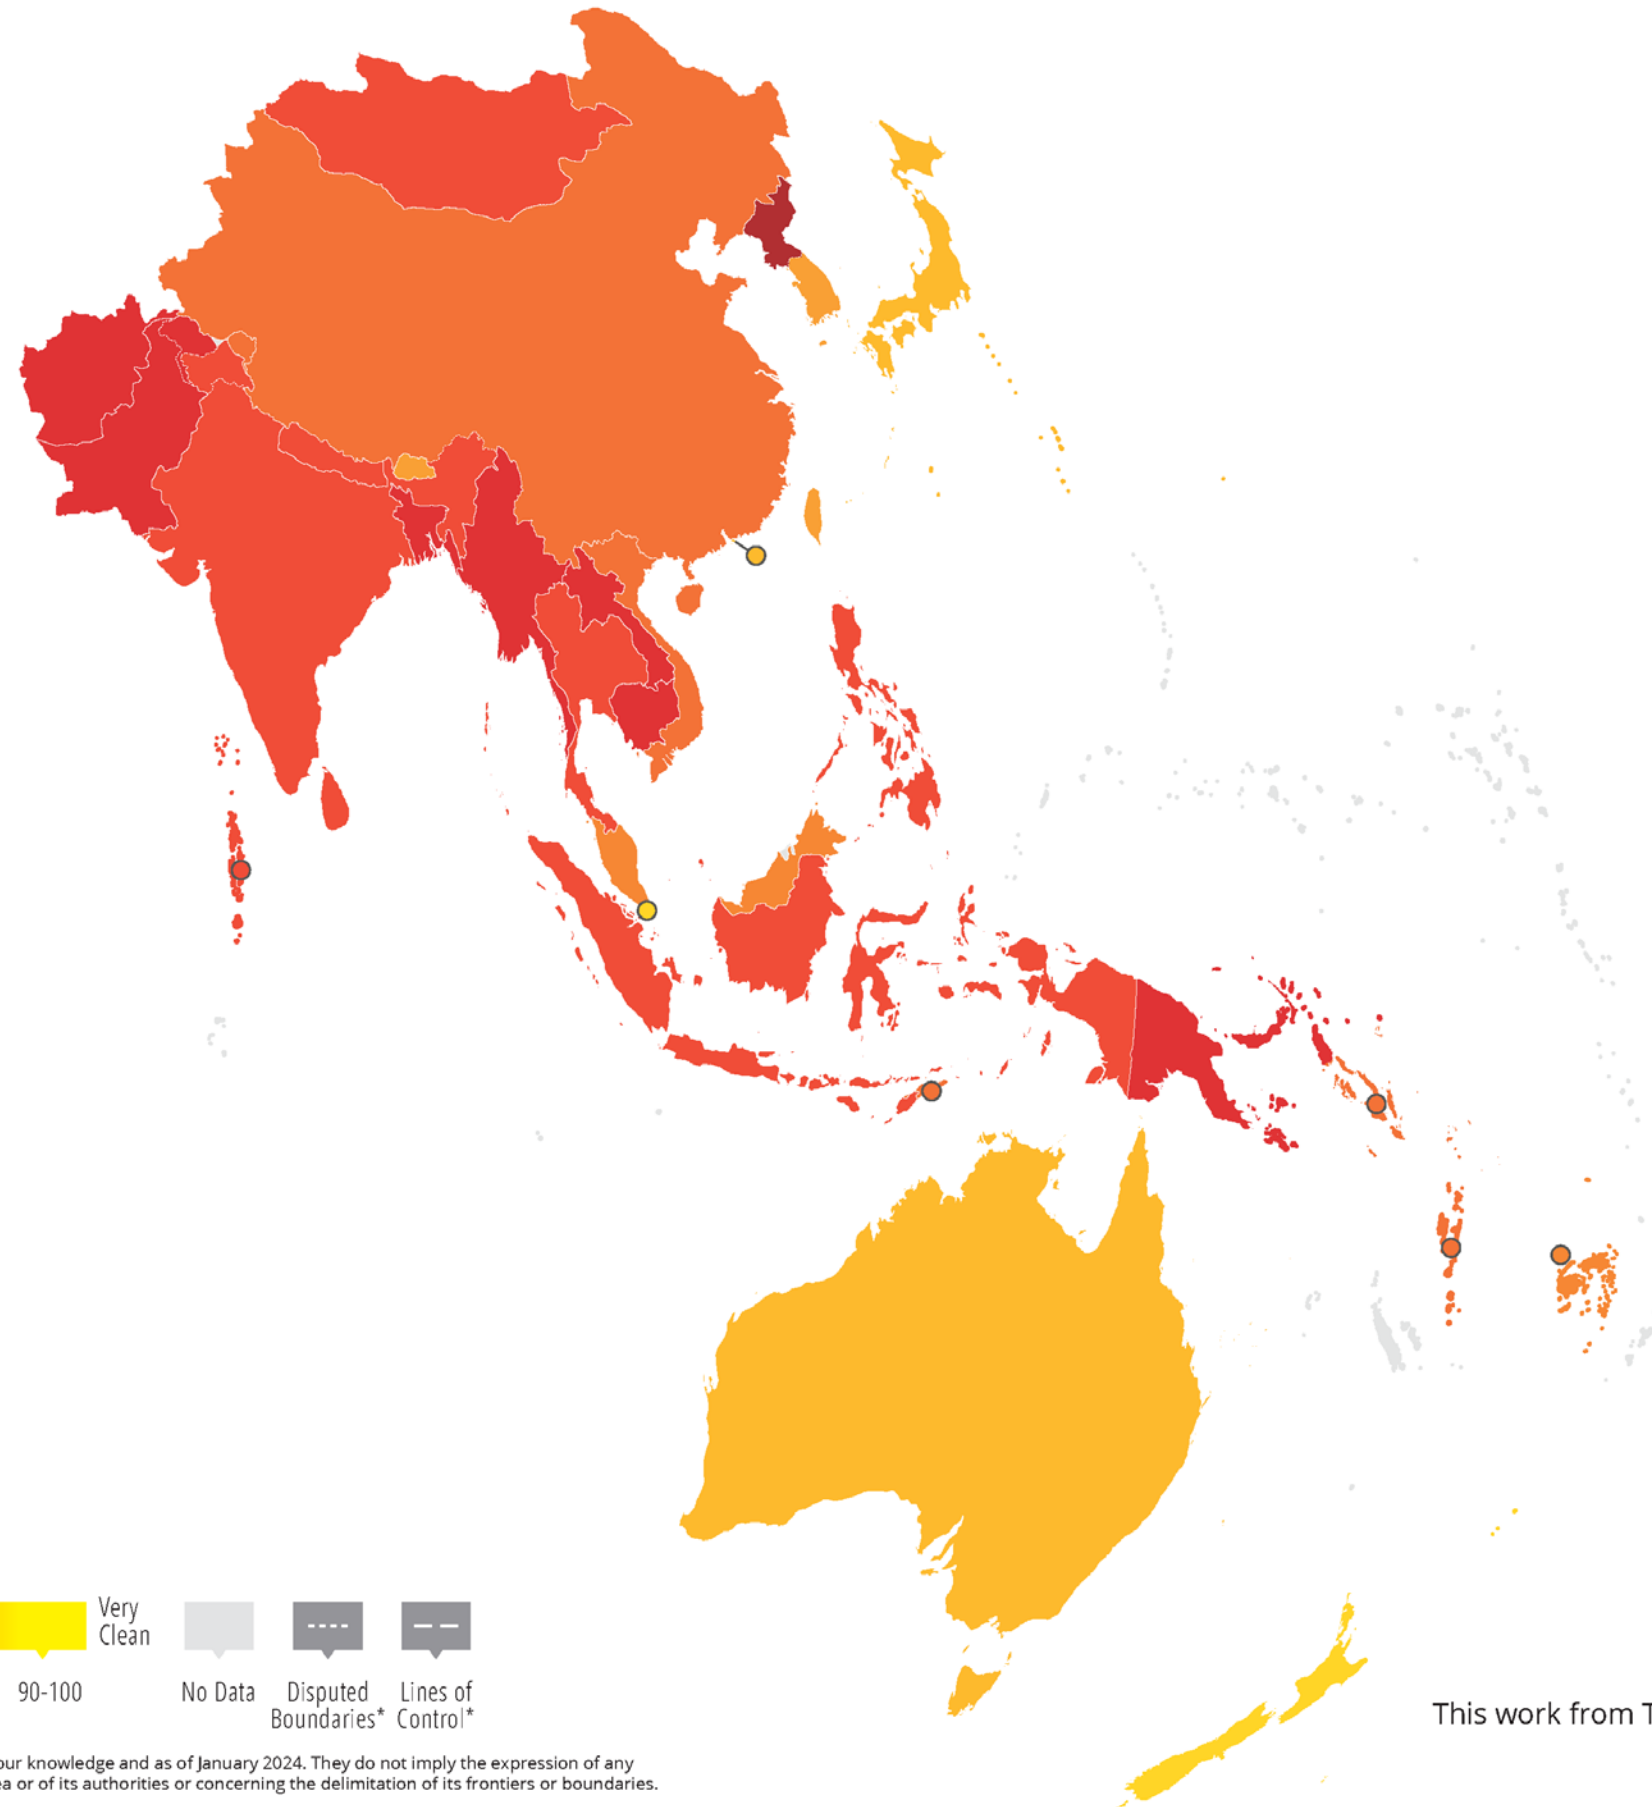 Very
Clean
90-100
No Data
Disputed
Boundaries*
Lines of
Control*
This work from T
our knowledge and as of January 2024. They do not imply the expression of any
ea or of its authorities or concerning the delimitation of its frontiers or boundaries.